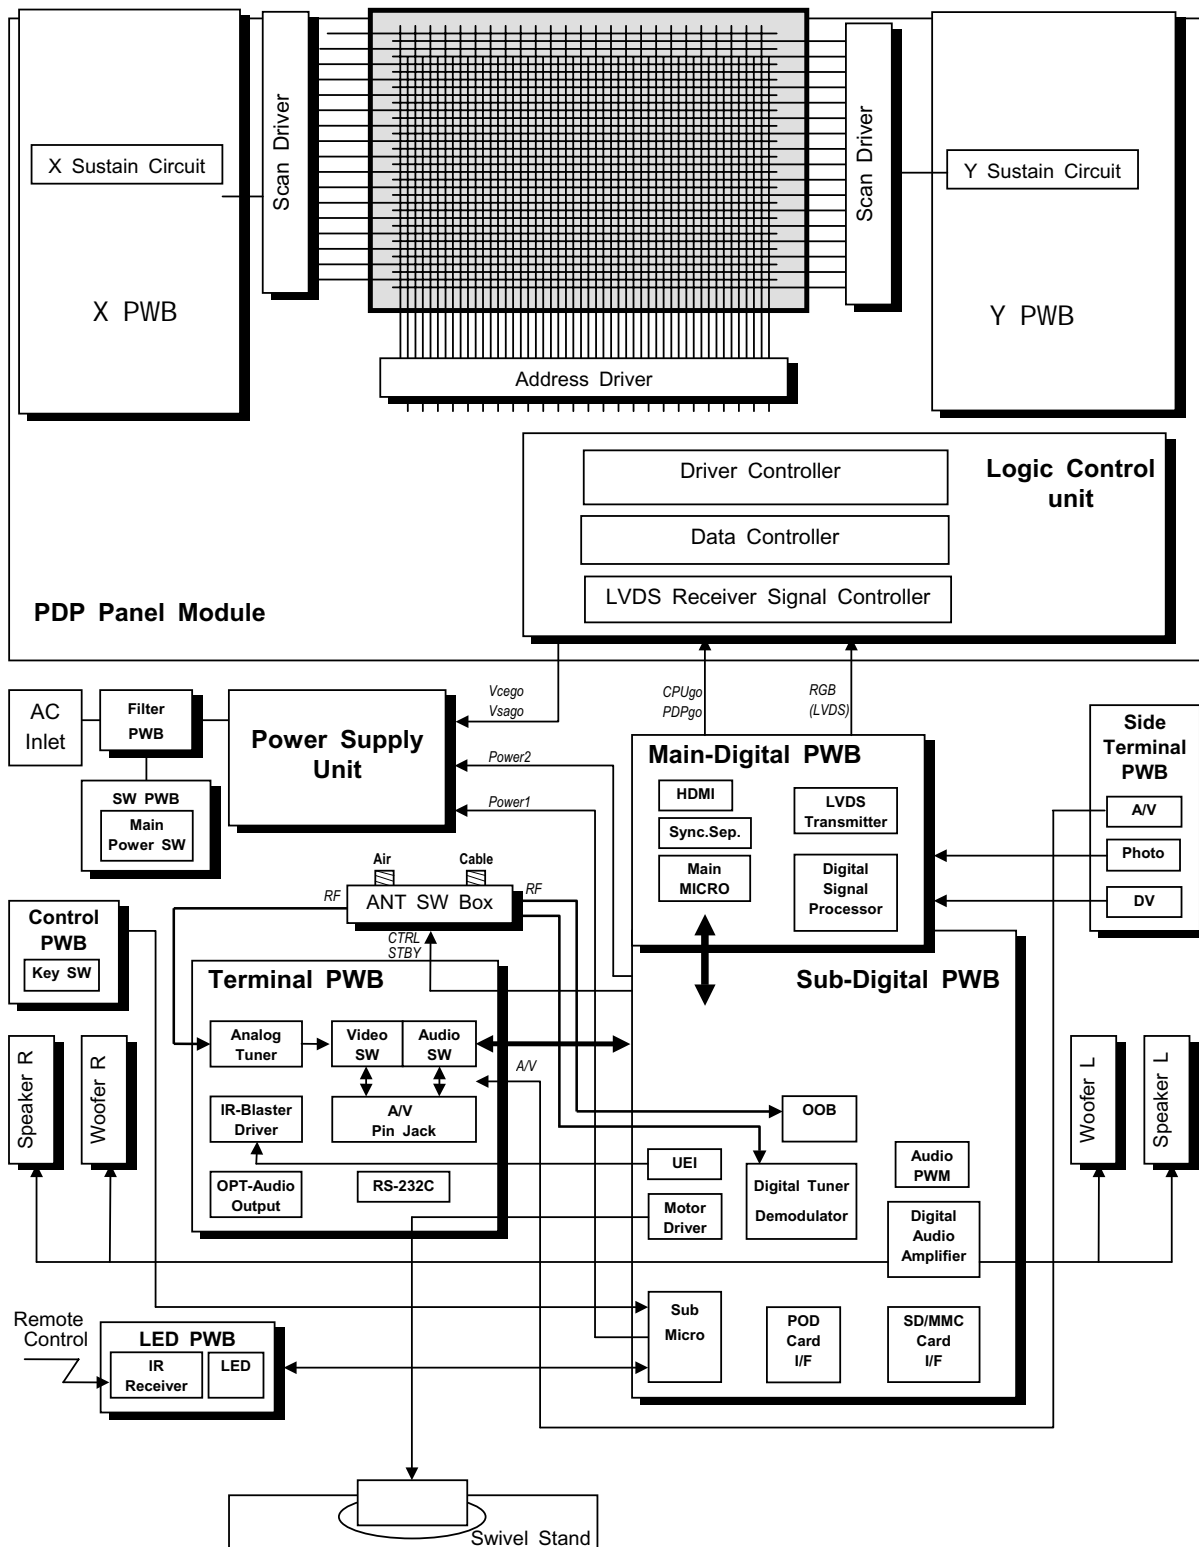 Scan Driver
X Sustain Circuit
X PWB
Scan Driver
Y Sustain Circuit
Y PWB
Address Driver
Driver Controller
Data Controller
LVDS Receiver Signal Controller
Logic Control
unit
PDP Panel Module
AC
Inlet
Filter
PWB
SW PWB
Main
Power SW
Power Supply
Unit
Vcego
Vsago
Power2
Power1
CPUgo
PDPgo
RGB
(LVDS)
Main-Digital PWB
HDMI
Sync.Sep.
Main
MICRO
LVDS
Transmitter
Digital
Signal
Processor
Side
Terminal
PWB
A/V
Photo
DV
Air
Cable
RF
RF
ANT SW Box
CTRL
STBY
Control
PWB
Key SW
Terminal PWB
Analog
Tuner
Video
SW
Audio
SW
A/V
IR-Blaster
Driver
A/V
Pin Jack
OPT-Audio
Output
RS-232C
Sub-Digital PWB
OOB
UEI
Motor
Driver
Digital Tuner
Demodulator
Audio
PWM
Digital
Audio
Amplifier
Sub
Micro
POD
Card
I/F
SD/MMC
Card
I/F
Speaker R
Woofer R
Woofer L
Speaker L
Remote
Control
LED PWB
IR
Receiver
LED
Swivel Stand